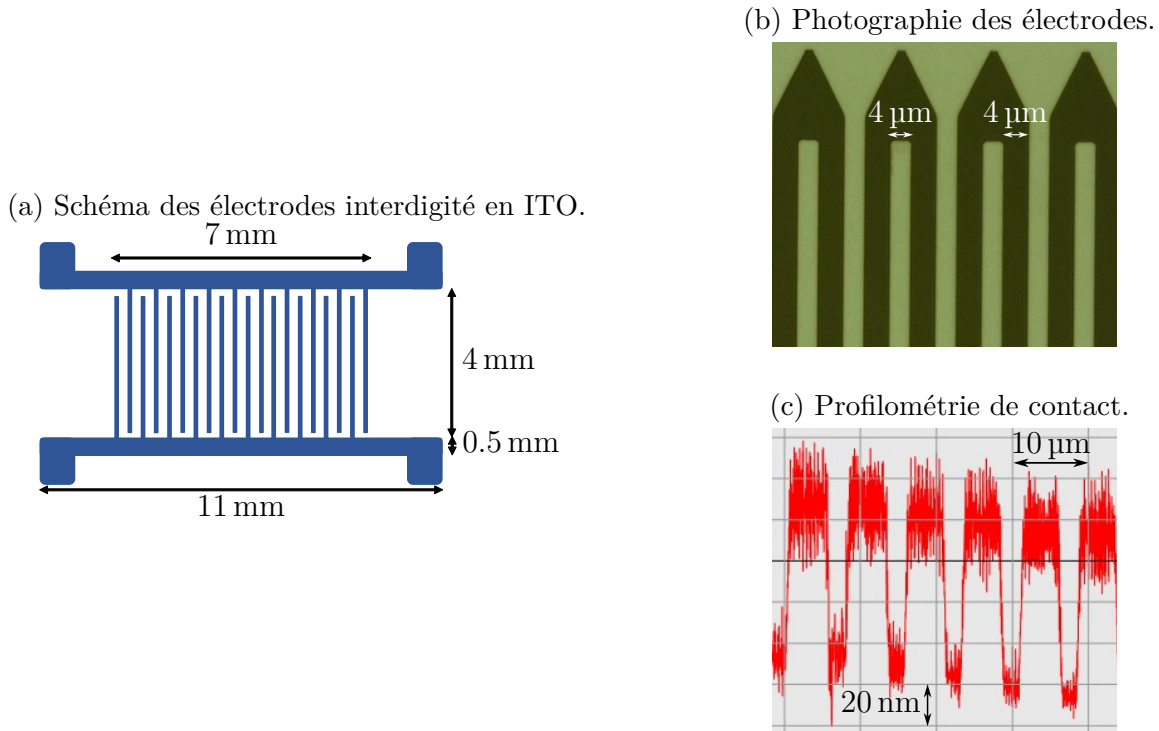 (a) Schéma des électrodes interdigité en ITO.
7 mm
4 mm
0.5 mm
11 mm
(b) Photographie des électrodes.
4 µm 4 µm
(c) Profilométrie de contact.
10 µm
20 nm